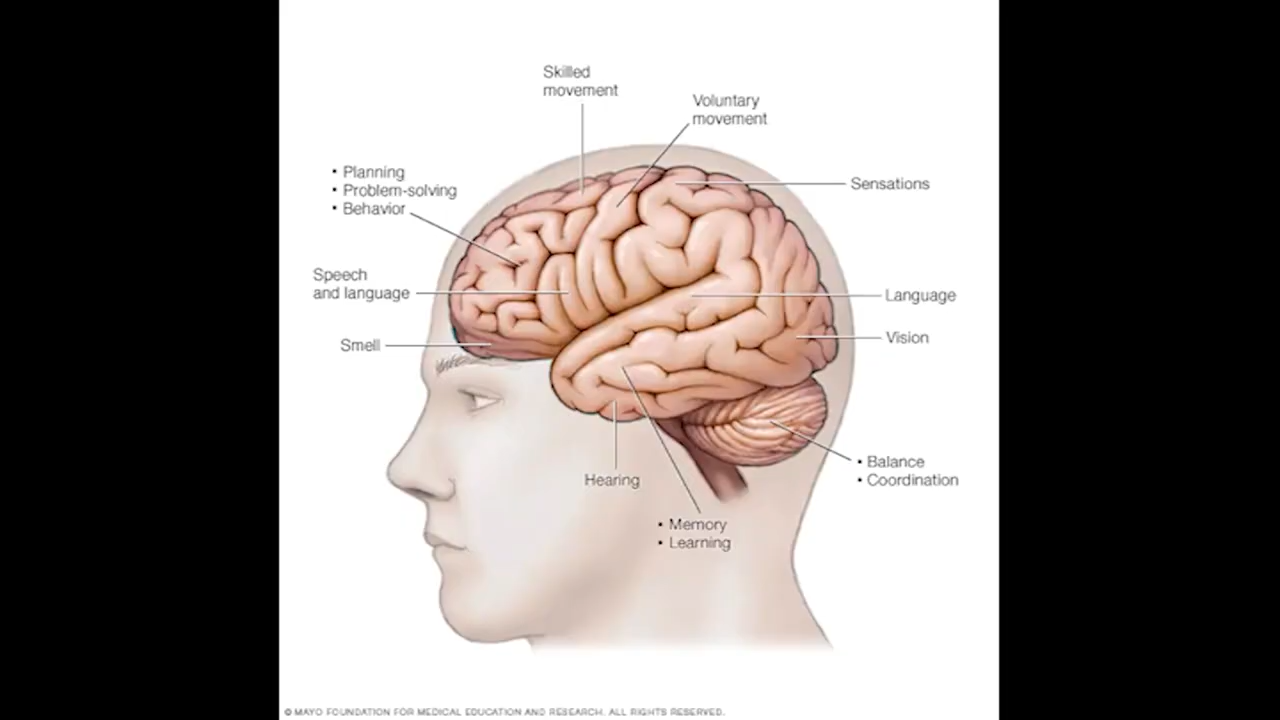 Skilled
movement
Voluntary
movement
• Planning
• Problem-solving
• Behavior
Sensations
Speech
and language
Language
Smell
Vision
Hearing
• Balance
• Coordination
• Memory
• Learning
© MAYO FOUNDATION FOR MEDICAL EDUCATION AND RESEARCH. ALL RIGHTS RESERVED.